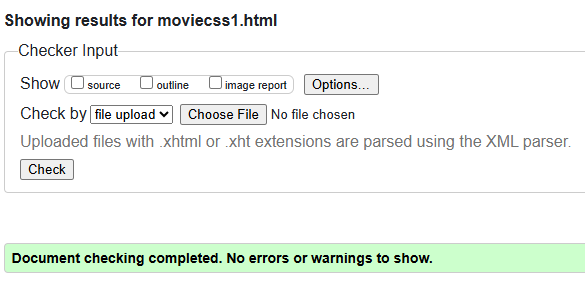 Showing results for moviecss1.html
Checker Input
Show source outline image report Options...
Check by file upload Choose File No file chosen
Uploaded files with .xhtml or .xht extensions are parsed using the XML parser.
Check
Document checking completed. No errors or warnings to show.